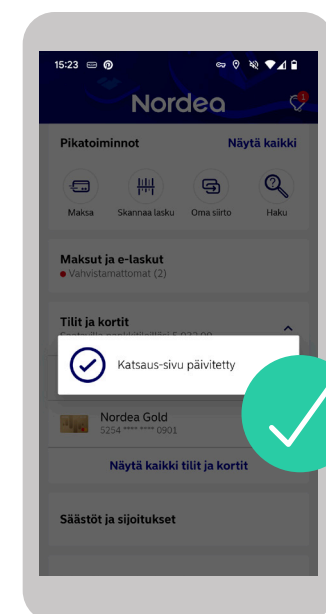 15:23
Nordea
1
Pikatoiminnot Näytä kaikki
Maksa Skannaa lasku Oma siirto Haku
Maksut ja e-laskut
Vahvistamattomat (2)
Tilit ja kortit
Katsaus-sivu päivitetty
Nordea Gold
5254 **** **** 0901
Näytä kaikki tilit ja kortit
Säästöt ja sijoitukset